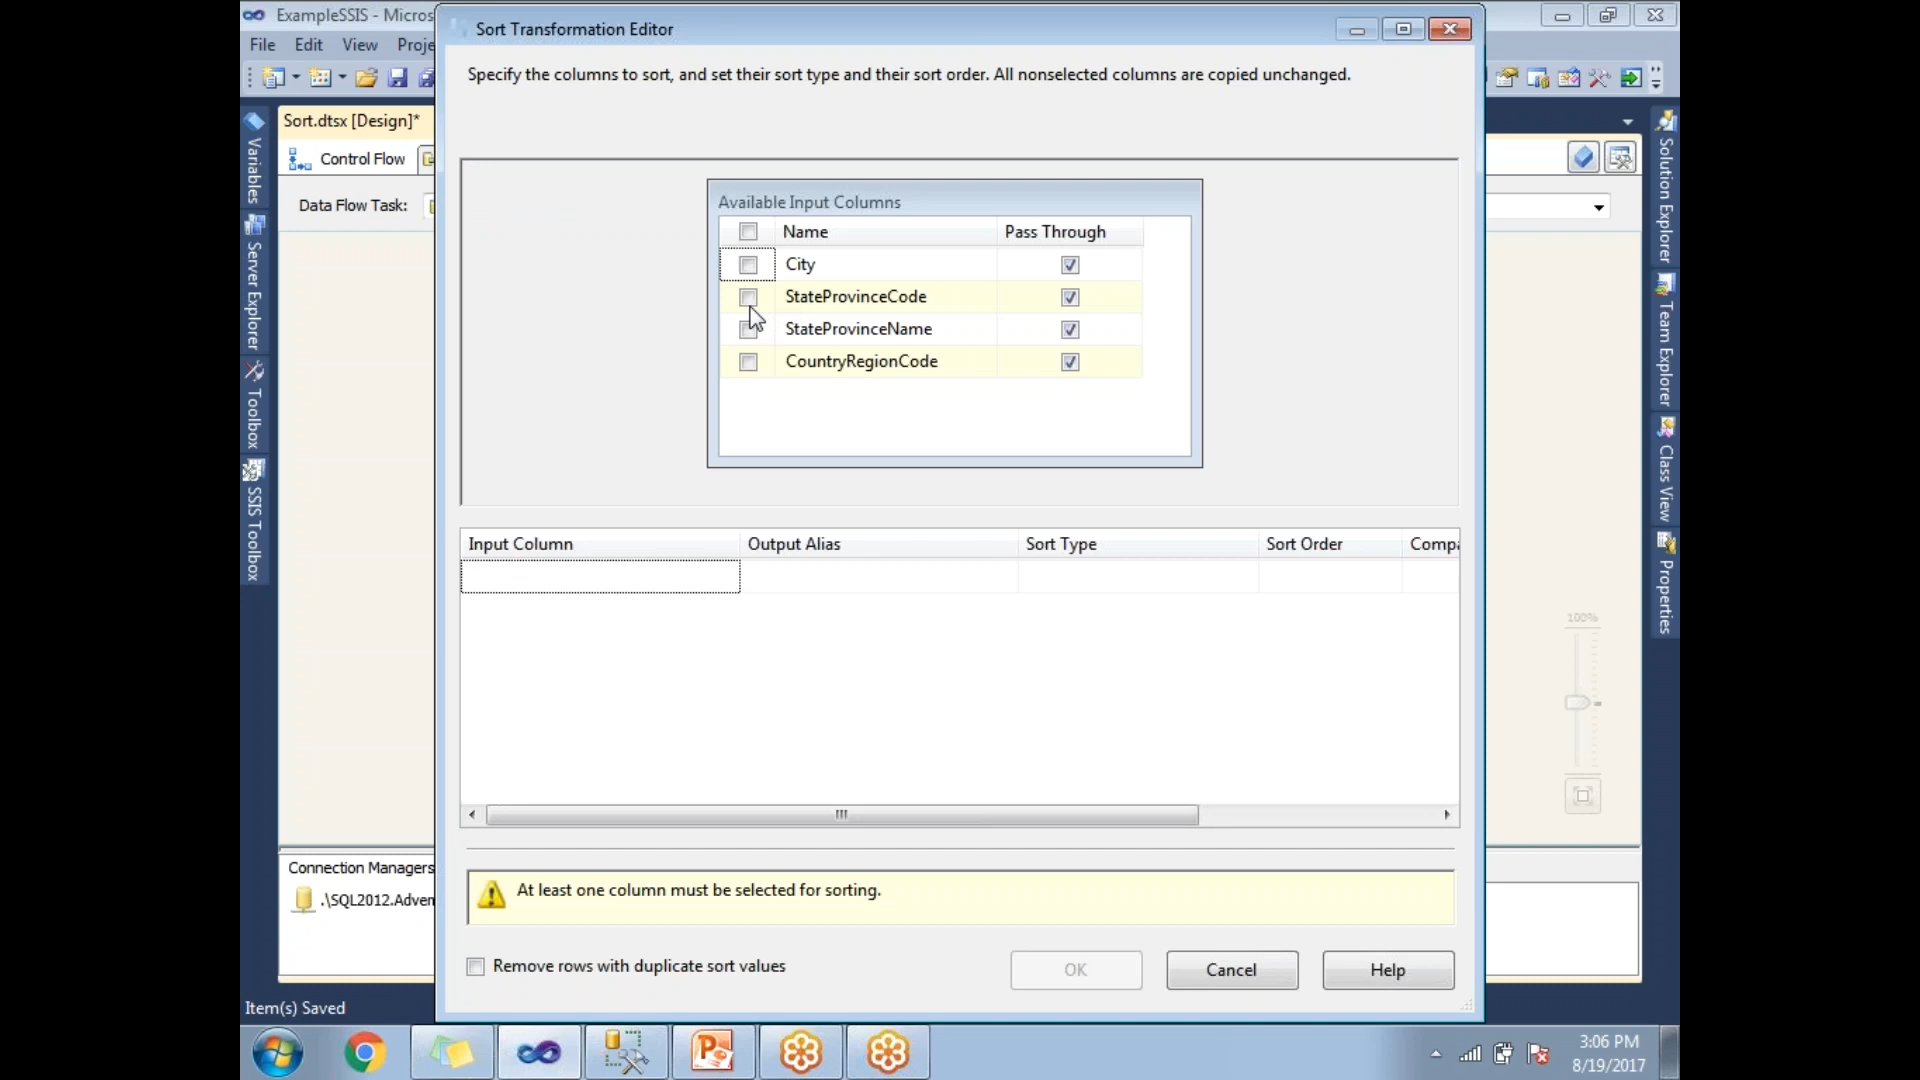 ExampleSSIS - Micros
Sort Transformation Editor
File Edit View Proje
Specify the columns to sort, and set their sort type and their sort order. All nonselected columns are copied unchanged.
Sort.dtsx [Design]*
Control Flow
Data Flow Task:
Variables
Server Explorer
Toolbox
SSIS Toolbox
Available Input Columns
Name Pass Through
City
StateProvinceCode
StateProvinceName
CountryRegionCode
Input Column Output Alias Sort Type Sort Order Compa
Solution Explorer
Team Explorer
Class View
Properties
100%
Connection Managers
.\SQL2012.Adven
At least one column must be selected for sorting.
Remove rows with duplicate sort values
OK Cancel Help
Item(s) Saved
3:06 PM
8/19/2017